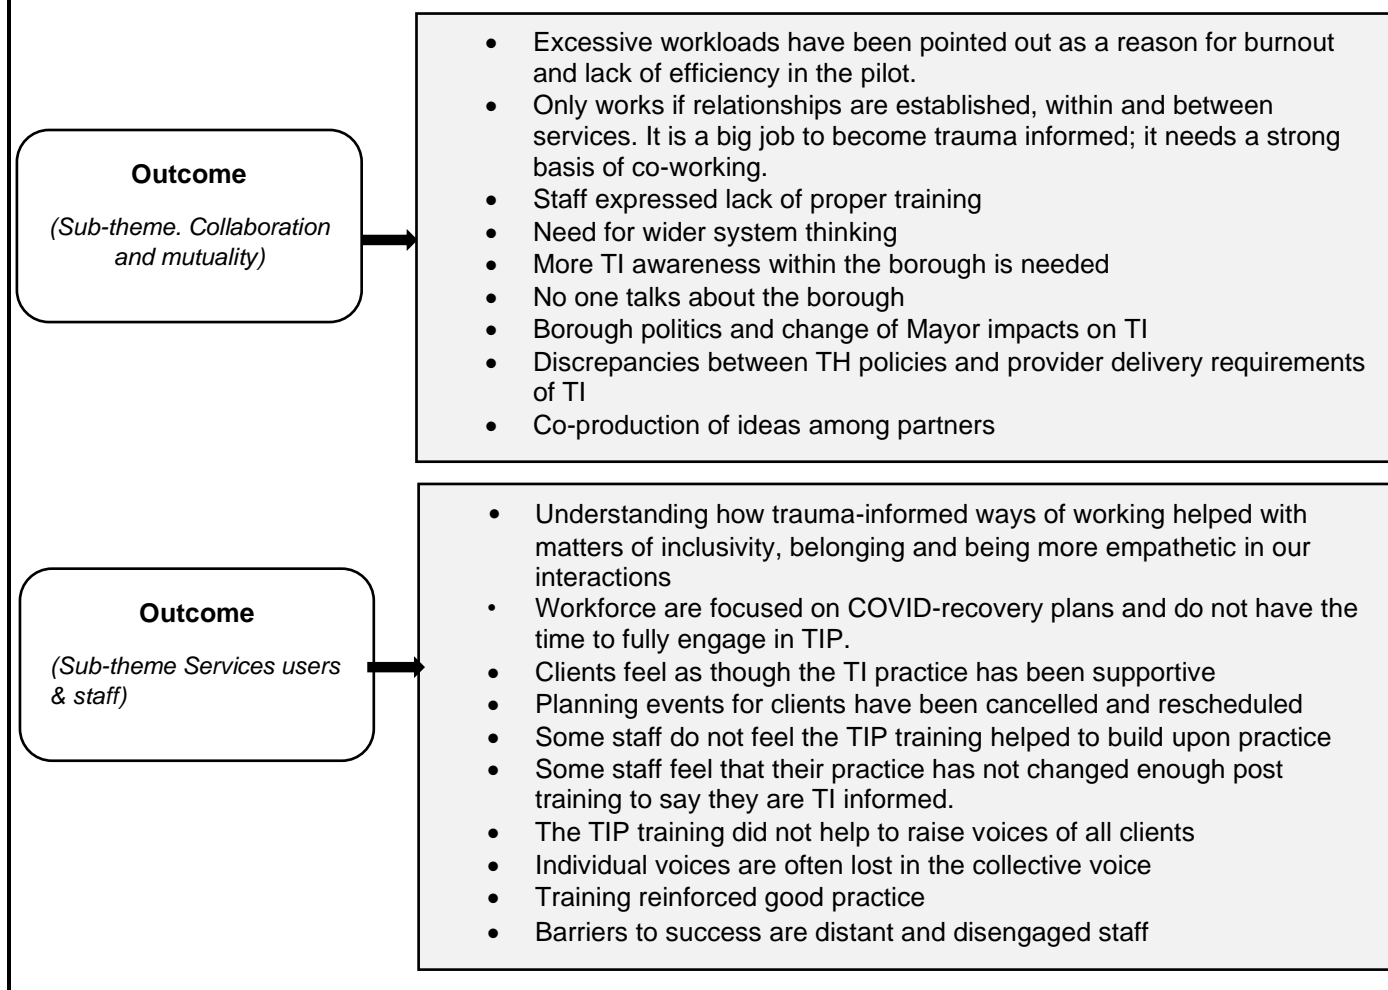 Outcome
(Sub-theme. Collaboration
and mutuality)
• Excessive workloads have been pointed out as a reason for burnout
and lack of efficiency in the pilot.
• Only works if relationships are established, within and between
services. It is a big job to become trauma informed; it needs a strong
basis of co-working.
• Staff expressed lack of proper training
• Need for wider system thinking
• More TI awareness within the borough is needed
• No one talks about the borough
• Borough politics and change of Mayor impacts on TI
• Discrepancies between TH policies and provider delivery requirements
of TI
• Co-production of ideas among partners
Outcome
(Sub-theme Services users
& staff)
• Understanding how trauma-informed ways of working helped with
matters of inclusivity, belonging and being more empathetic in our
interactions
• Workforce are focused on COVID-recovery plans and do not have the
time to fully engage in TIP.
• Clients feel as though the TI practice has been supportive
• Planning events for clients have been cancelled and rescheduled
• Some staff do not feel the TIP training helped to build upon practice
• Some staff feel that their practice has not changed enough post
training to say they are TI informed.
• The TIP training did not help to raise voices of all clients
• Individual voices are often lost in the collective voice
• Training reinforced good practice
• Barriers to success are distant and disengaged staff